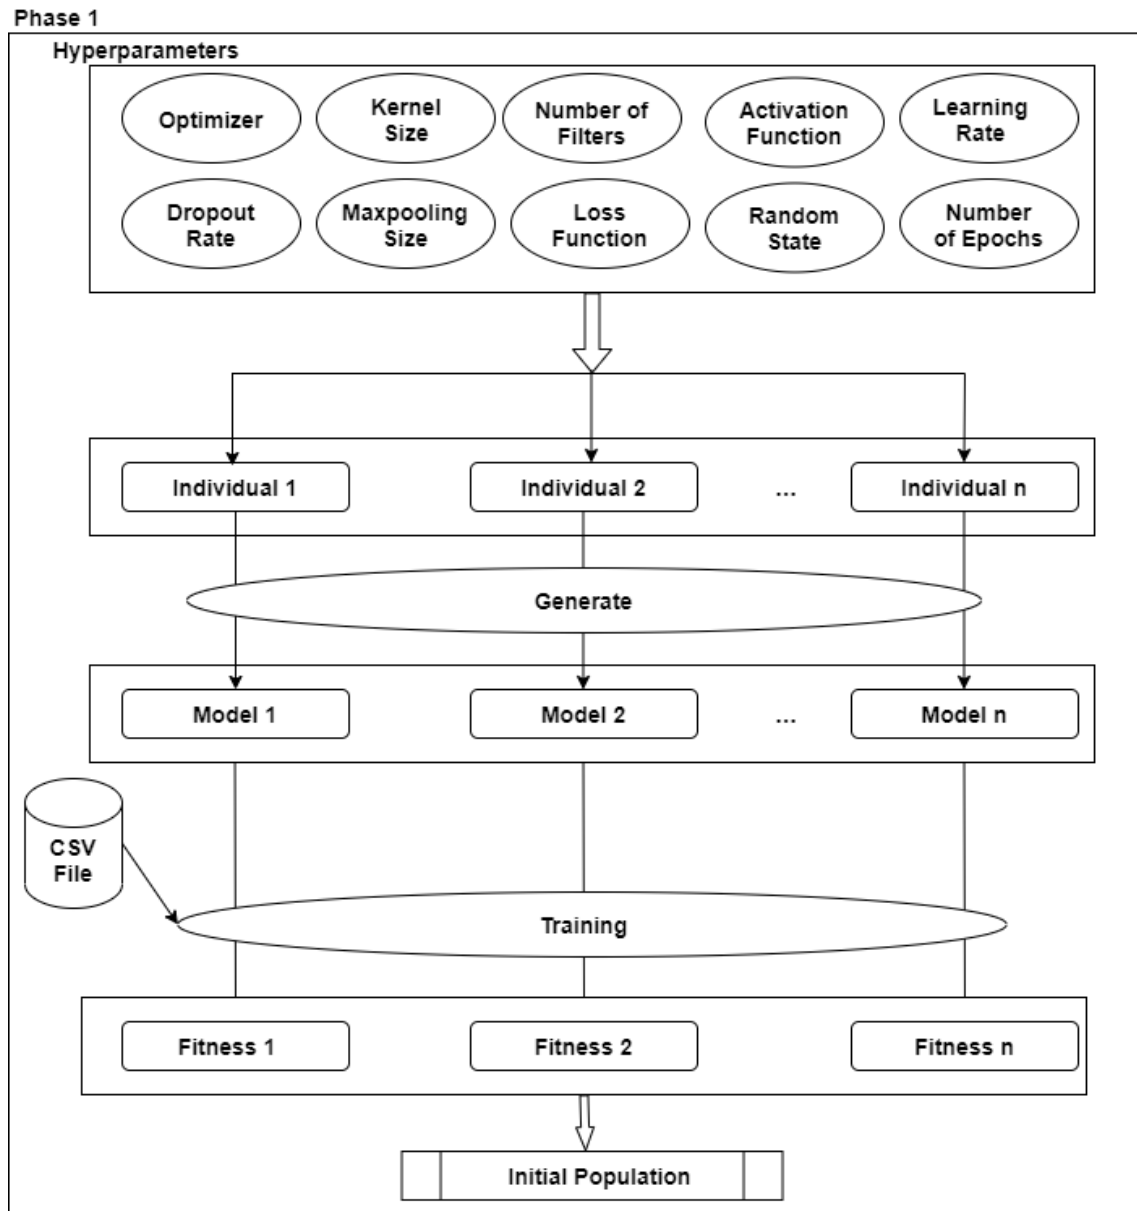 Phase 1
Hyperparameters
Optimizer
Kernel
Size
Number of
Filters
Activation
Function
Learning
Rate
Dropout
Rate
Maxpooling
Size
Loss
Function
Random
State
Number
of Epochs
Individual 1
Individual 2
...
Individual n
Generate
Model 1
Model 2
...
Model n
CSV
File
Training
Fitness 1
Fitness 2
Fitness n
Initial Population